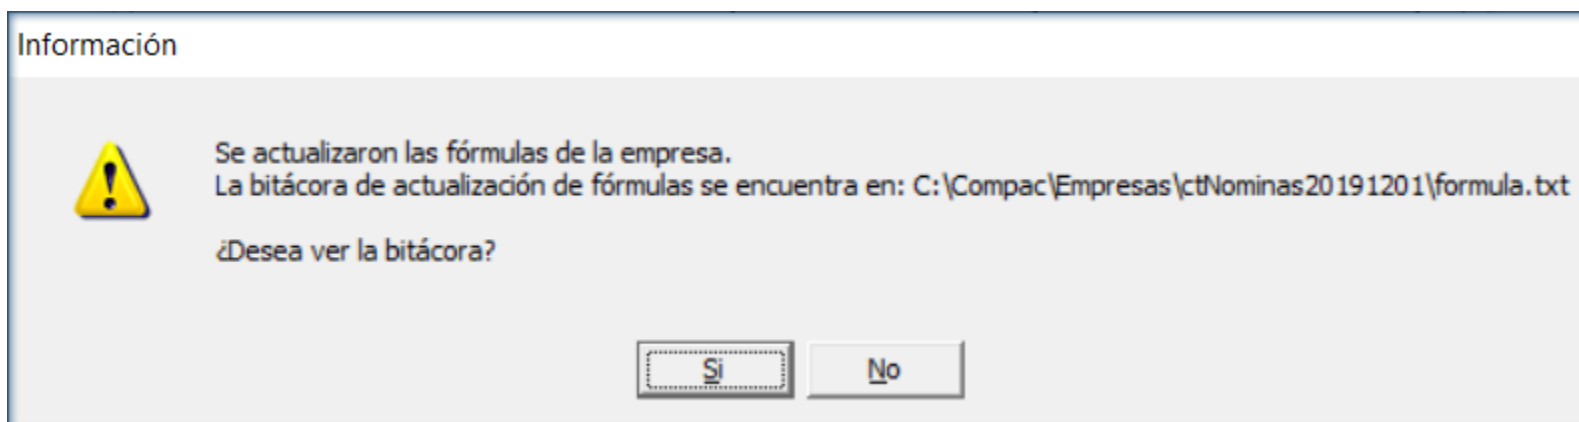 Información
Se actualizaron las fórmulas de la empresa.
La bitácora de actualización de fórmulas se encuentra en: C:\Compac\Empresas\ctNominas20191201\formula.txt
¿Desea ver la bitácora?
Si
No